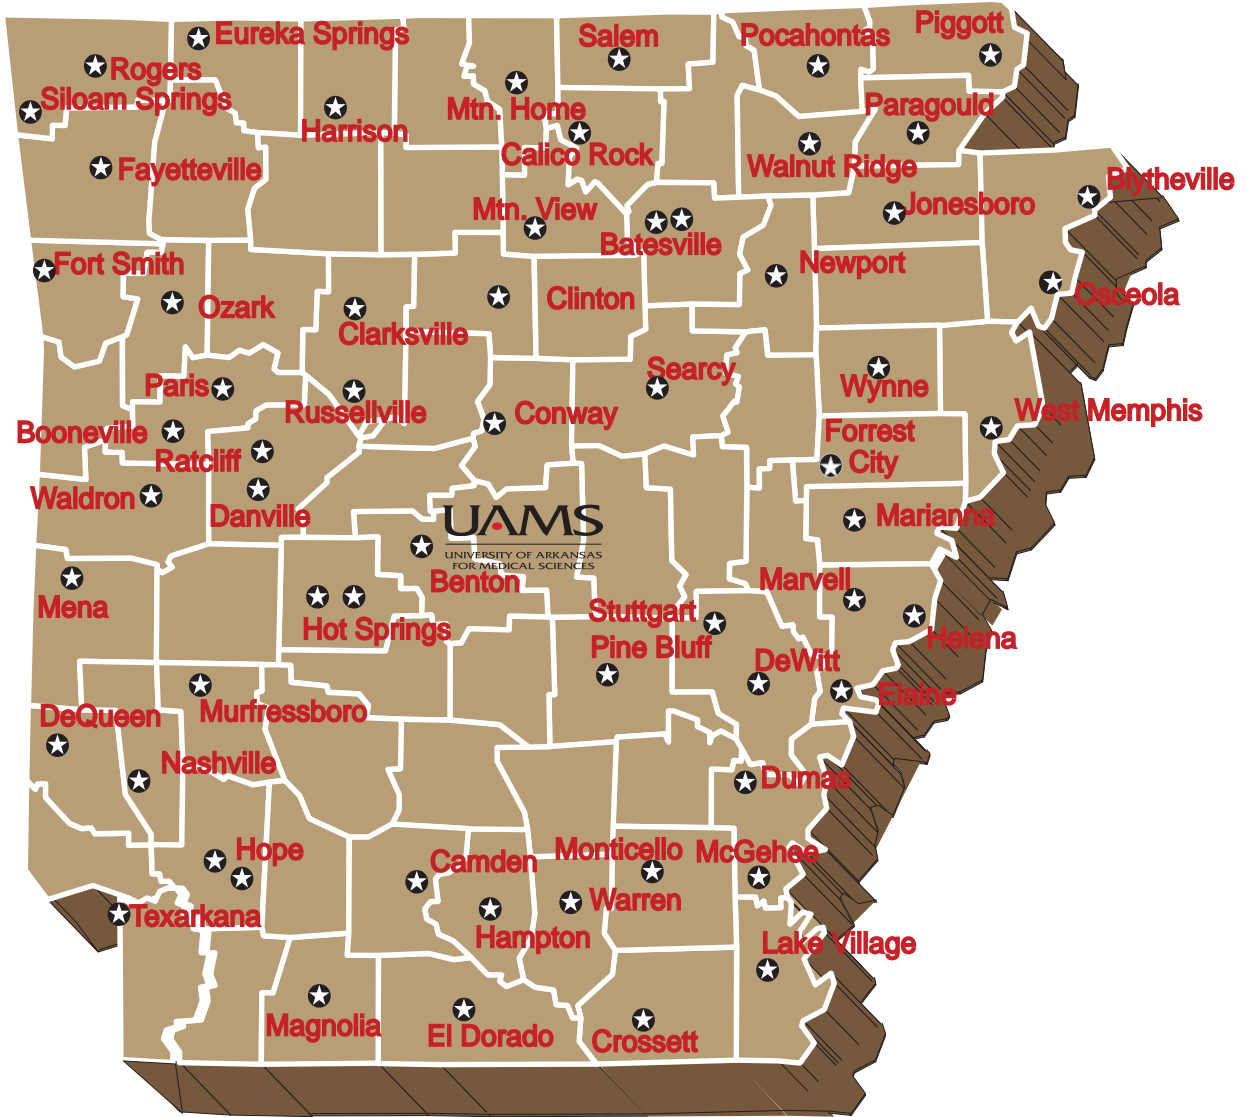 Eureka Springs
Salem
Pocahontas
Piggott
Rogers
Siloam Springs
Harrison
Mtn. Home
Calico Rock
Walnut Ridge
Paragould
Fayetteville
Mtn. View
Batesville
Jonesboro
Blytheville
Fort Smith
Ozark
Clarksville
Clinton
Newport
Osceola
Paris
Russellville
Searcy
Wynne
West Memphis
Booneville
Ratcliff
Conway
Forrest
City
Waldron
Danville
UAMS
UNIVERSITY OF ARKANSAS
FOR MEDICAL SCIENCES
Marianna
Mena
Benton
Hot Springs
Stuttgart
Pine Bluff
Marvell
Helena
DeWitt
Elaine
DeQueen
Murfressboro
Nashville
Dumas
Hope
Camden
Monticello
McGehee
Texarkana
Hampton
Warren
Lake Village
Magnolia
El Dorado
Crossett